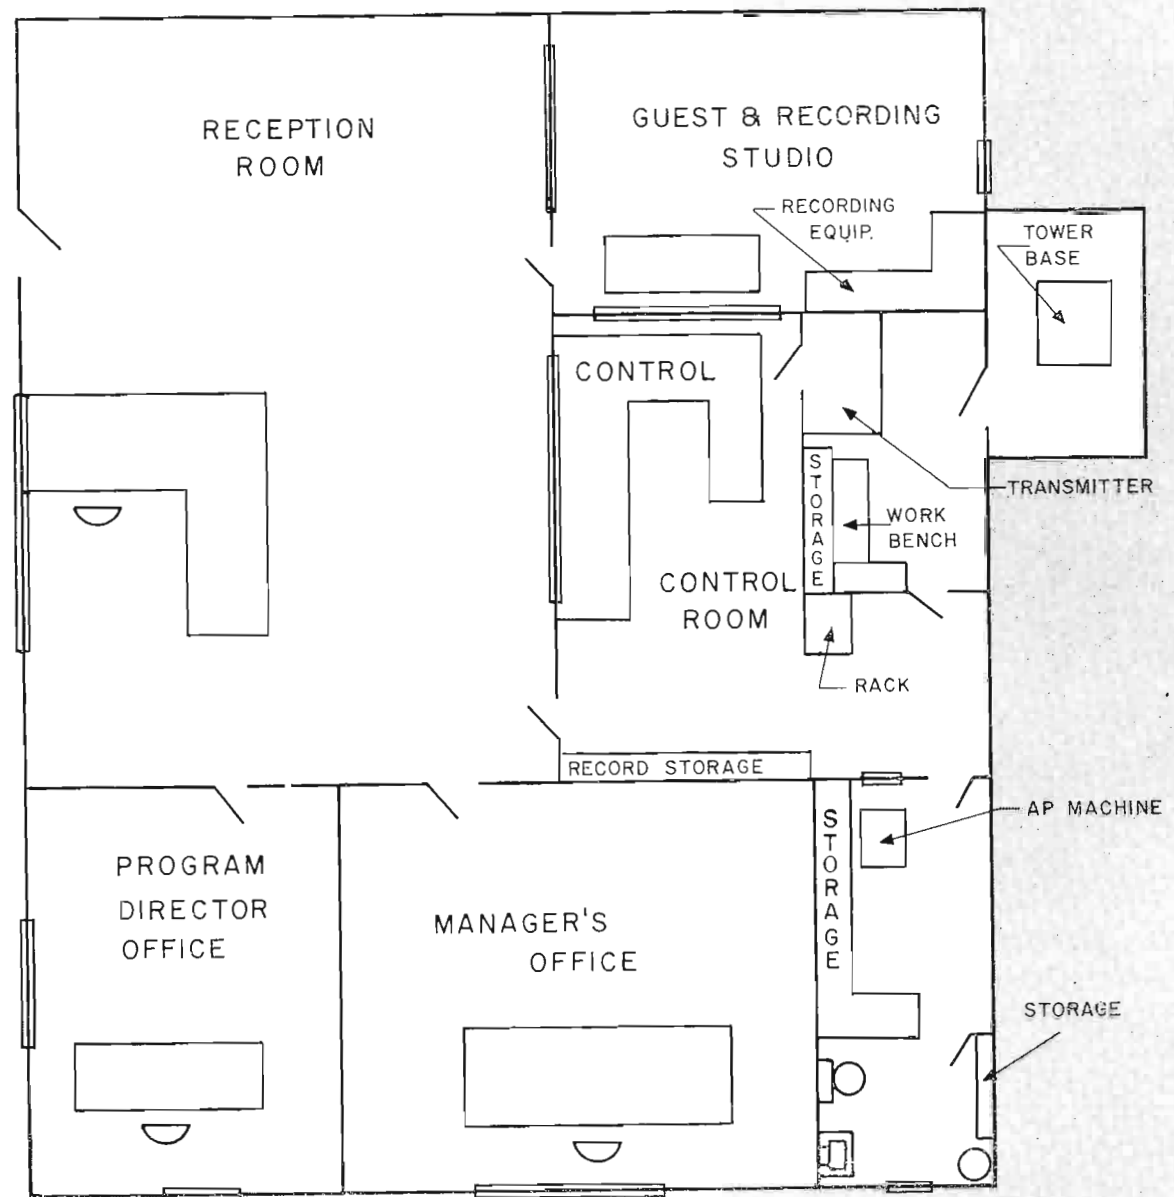 RECEPTION
ROOM
GUEST & RECORDING
STUDIO
RECORDING
EQUIP.
TOWER
BASE
CONTROL
TRANSMITTER
STORAGE
WORK
BENCH
CONTROL
ROOM
RACK
RECORD STORAGE
STORAGE
AP MACHINE
PROGRAM
DIRECTOR
OFFICE
MANAGER'S
OFFICE
STORAGE